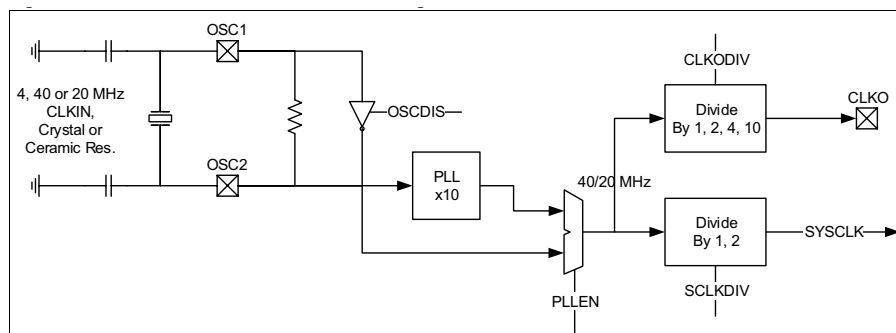 OSC1
4, 40 or 20 MHz
CLKIN,
Crystal or
Ceramic Res.
OSCDIS
OSC2
PLL
x10
40/20 MHz
PLLEN
CLKODIV
Divide
By 1, 2, 4, 10
CLKO
Divide
By 1, 2
SYSCLK
SCLKDIV